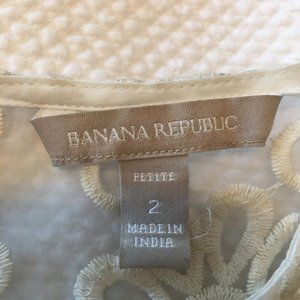 BANANA REPUBLIC
PETITE
2
MADE IN
INDIA